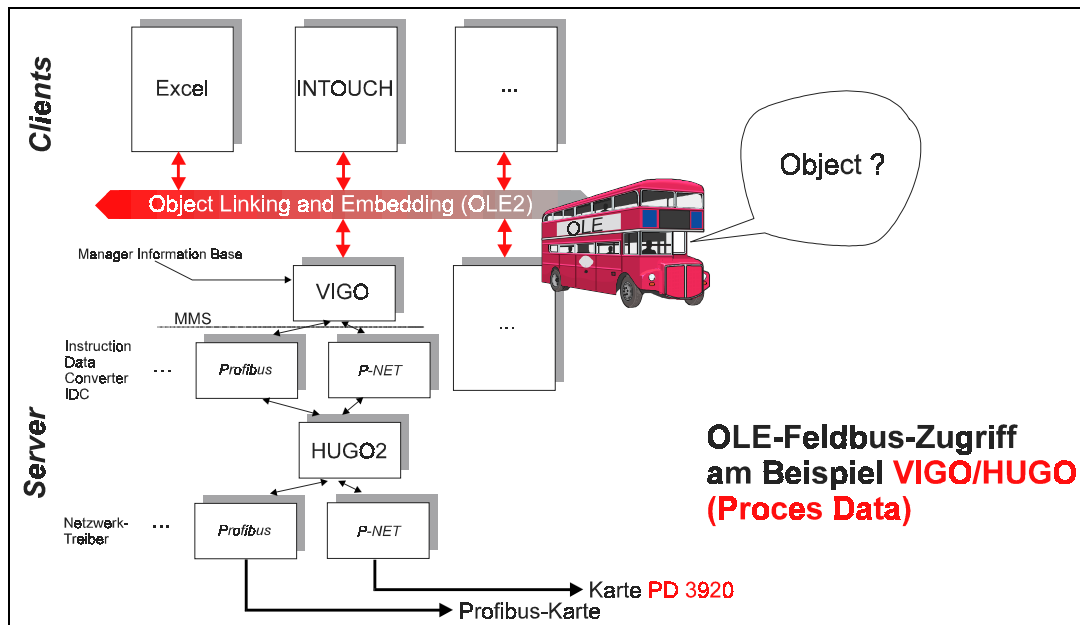 Clients
Excel
INTOUCH
...
Object ?
Object Linking and Embedding (OLE2)
OLE
Manager Information Base
VIGO
...
MMS
Instruction
Data
Converter
IDC
...
Profibus
P-NET
Server
HUGO2
OLE-Feldbus-Zugriff
am Beispiel VIGO/HUGO
(Proces Data)
Netzwerk-
Treiber
...
Profibus
P-NET
Karte PD 3920
Profibus-Karte